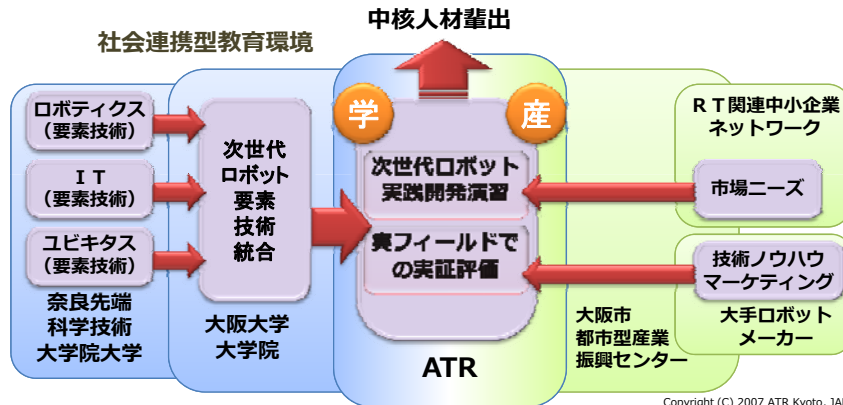 中核人材輩出
社会連携型教育環境
学
産
ロボティクス
(要素技術)
ＩＴ
(要素技術)
ユビキタス
(要素技術)
奈良先端
科学技術
大学院大学
次世代
ロボット
要素
技術
統合
大阪大学
大学院
次世代ロボット
実践開発演習
実フィールドで
の実証評価
ATR
ＲＴ関連中小企業
ネットワーク
市場ニーズ
技術ノウハウ
マーケティング
大阪市
都市型産業
振興センター
大手ロボット
メーカー
Copyright (C) 2007 ATR Kyoto, JA